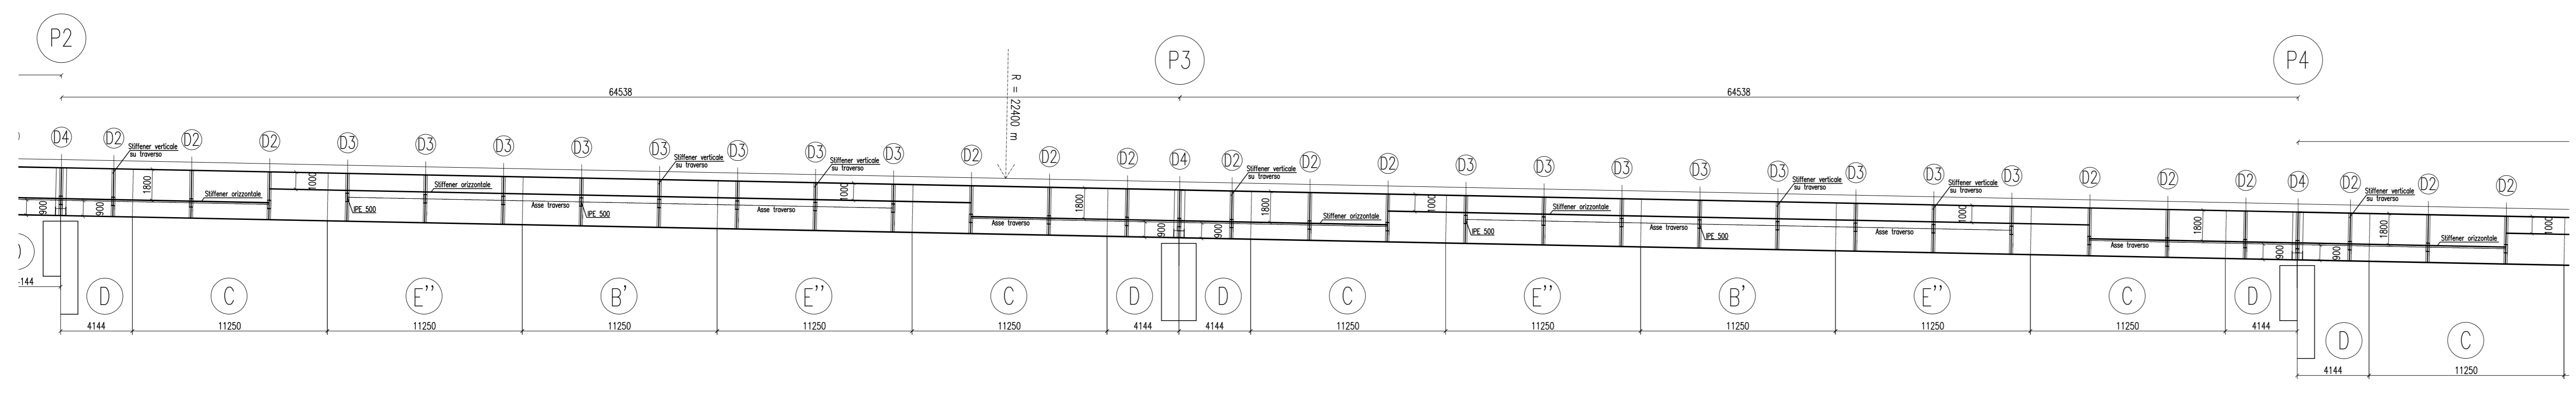 P2
P3
P4
64538
64538
R = 22400 m
D4
D2
D2
D2
D3
D3
D3
D3
D3
D3
D3
D3
D2
D2
D2
D4
D2
D2
D2
D3
D3
D3
D3
D3
D3
D3
D3
D2
D2
D2
D4
D2
D2
D2
Stiffener verticale
su traverso
Stiffener verticale
su traverso
Stiffener verticale
su traverso
Stiffener verticale
su traverso
Stiffener verticale
su traverso
Stiffener verticale
su traverso
Stiffener verticale
su traverso
Stiffener verticale
su traverso
900
900
1800
Stiffener orizzontale
1000
IPE 500
Stiffener orizzontale
Asse traverso
IPE 500
Asse traverso
1000
Asse traverso
1800
900
900
1800
Stiffener orizzontale
1000
IPE 500
Stiffener orizzontale
Asse traverso
IPE 500
Asse traverso
1000
Asse traverso
1800
900
900
1800
Stiffener orizzontale
1000
D
C
E''
B'
E''
C
D
D
C
E''
B'
E''
C
D
D
C
4144
4144
11250
11250
11250
11250
11250
4144
4144
11250
11250
11250
11250
11250
4144
4144
11250